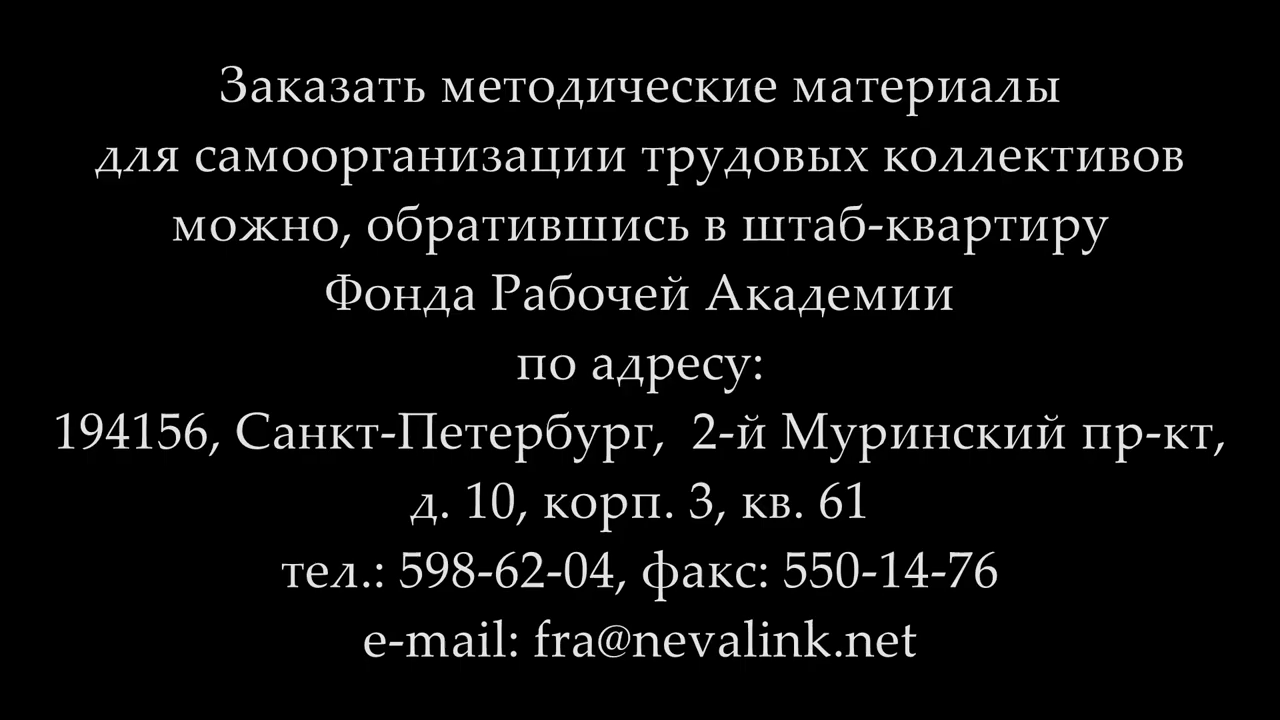 Заказать методические материалы
для самоорганизации трудовых коллективов
можно, обратившись в штаб-квартиру
Фонда Рабочей Академии
по адресу:
194156, Санкт-Петербург,  2-й Муринский пр-кт,
д. 10, корп. 3, кв. 61
тел.: 598-62-04, факс: 550-14-76
e-mail: fra@nevalink.net